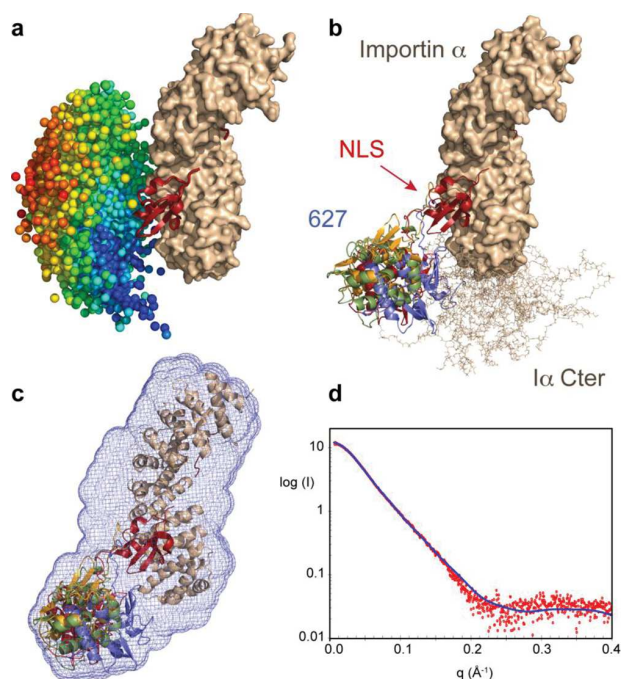 a
b
Importin α
NLS
627
Iα Cter
c
d
10
log (I)
1
0.1
0.01
0.0
0.1
0.2
0.3
0.4
q (Å⁻¹)